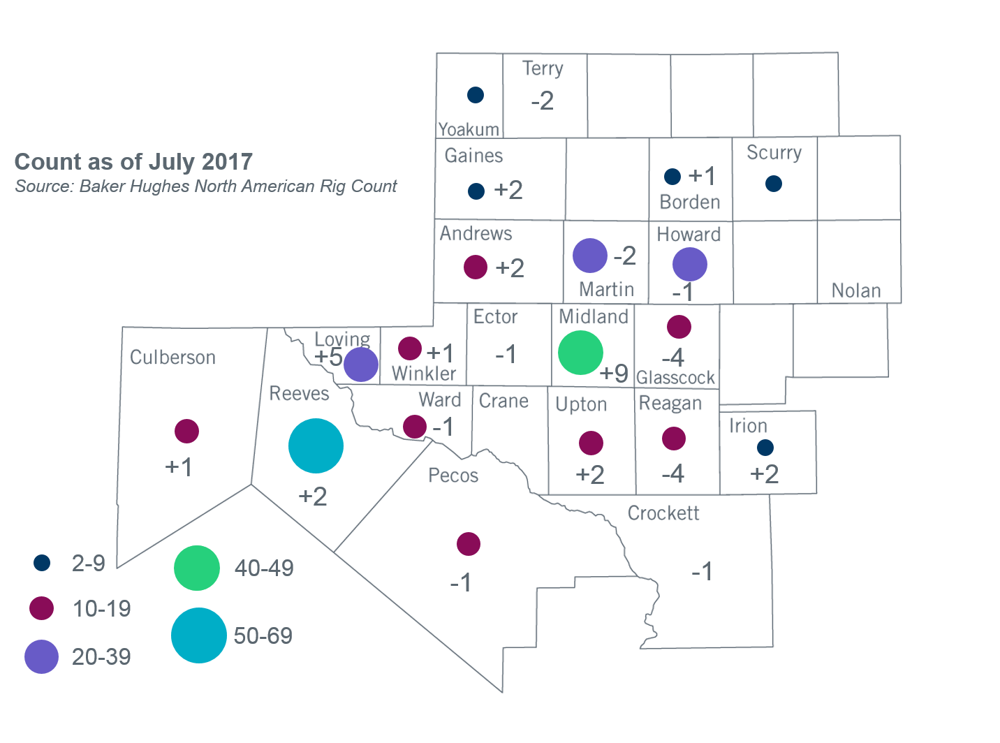 Terry
-2
Yoakum
Count as of July 2017
Source: Baker Hughes North American Rig Count
Gaines
+2
+1
Borden
Scurry
Andrews
+2
-2
Martin
Howard
-1
Nolan
Culberson
+1
Loving
+5
+1
Winkler
Ector
-1
Midland
+9
-4
Glasscock
Reeves
+2
Ward
-1
Crane
Upton
+2
Reagan
-4
Irion
+2
Pecos
-1
Crockett
-1
2-9
10-19
20-39
40-49
50-69